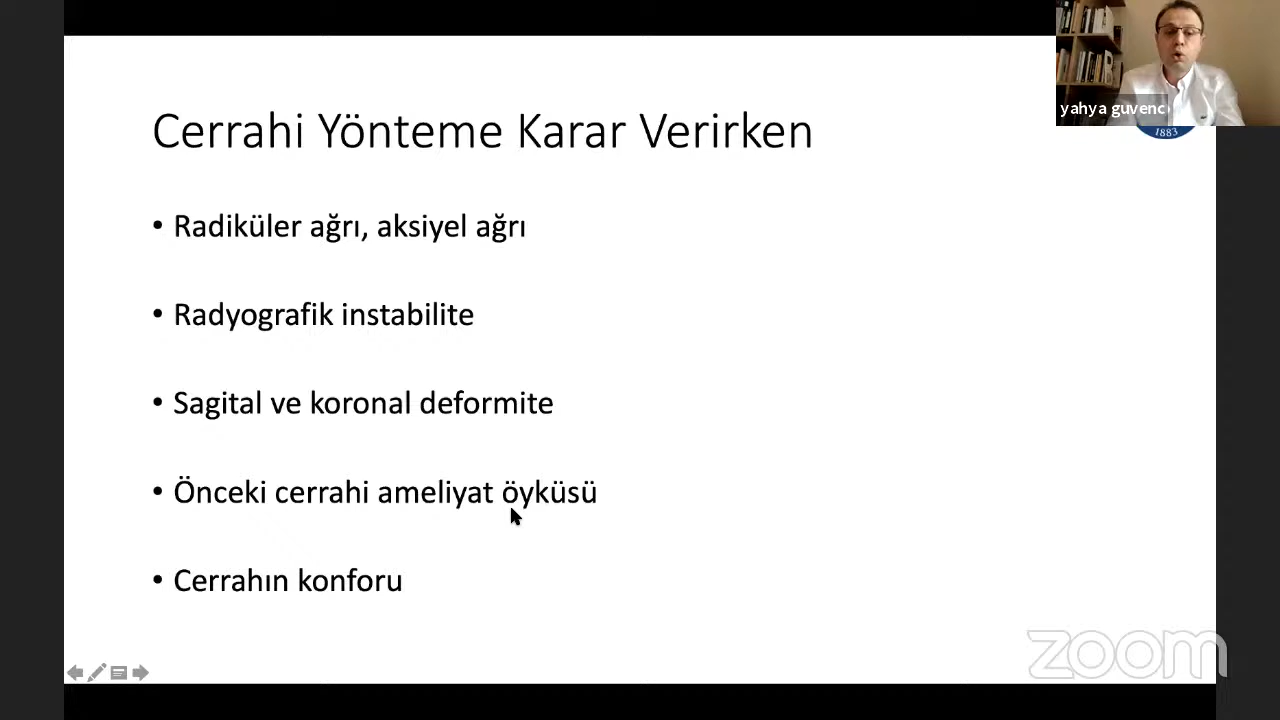 yahya guvenc
1883
Cerrahi Yönteme Karar Verirken
• Radiküler ağrı, aksiyel ağrı
• Radyografik instabilite
• Sagital ve koronal deformite
• Önceki cerrahi ameliyat öyküsü
• Cerrahın konforu
zoom